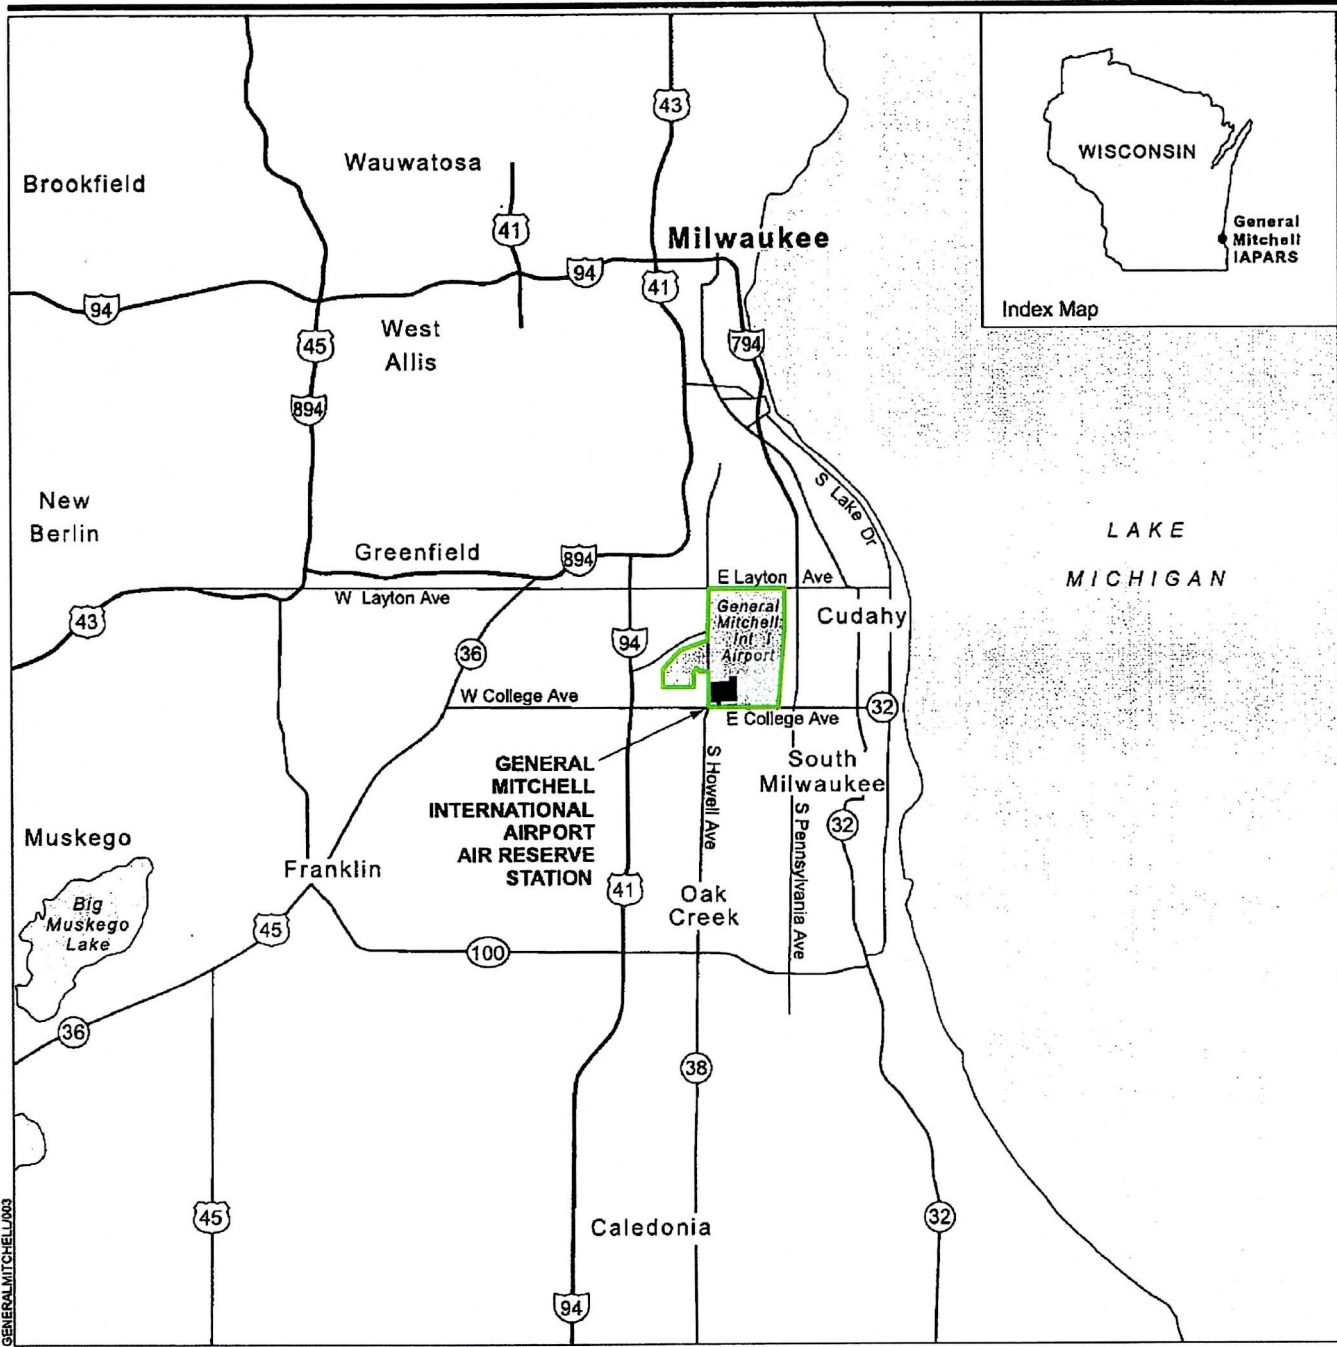 43
Wauwatosa
Brookfield
41
Milwaukee
94
41
94
West
Allis
45
794
894
New
Berlin
S Lake Dr
Greenfield
894
W Layton Ave
E Layton Ave
43
General
Mitchell
Int 'l
Airport
Cudahy
94
36
W College Ave
32
E College Ave
GENERAL
MITCHELL
INTERNATIONAL
AIRPORT
AIR RESERVE
STATION
S Howell Ave
South
Milwaukee
S Pennsylvania Ave
32
Muskego
Franklin
Big
Muskego
Lake
41
Oak
Creek
45
100
36
38
45
32
Caledonia
94
LAKE
MICHIGAN
WISCONSIN
General
Mitchell
IAPARS
Index Map
GENERALMITCHELL/003